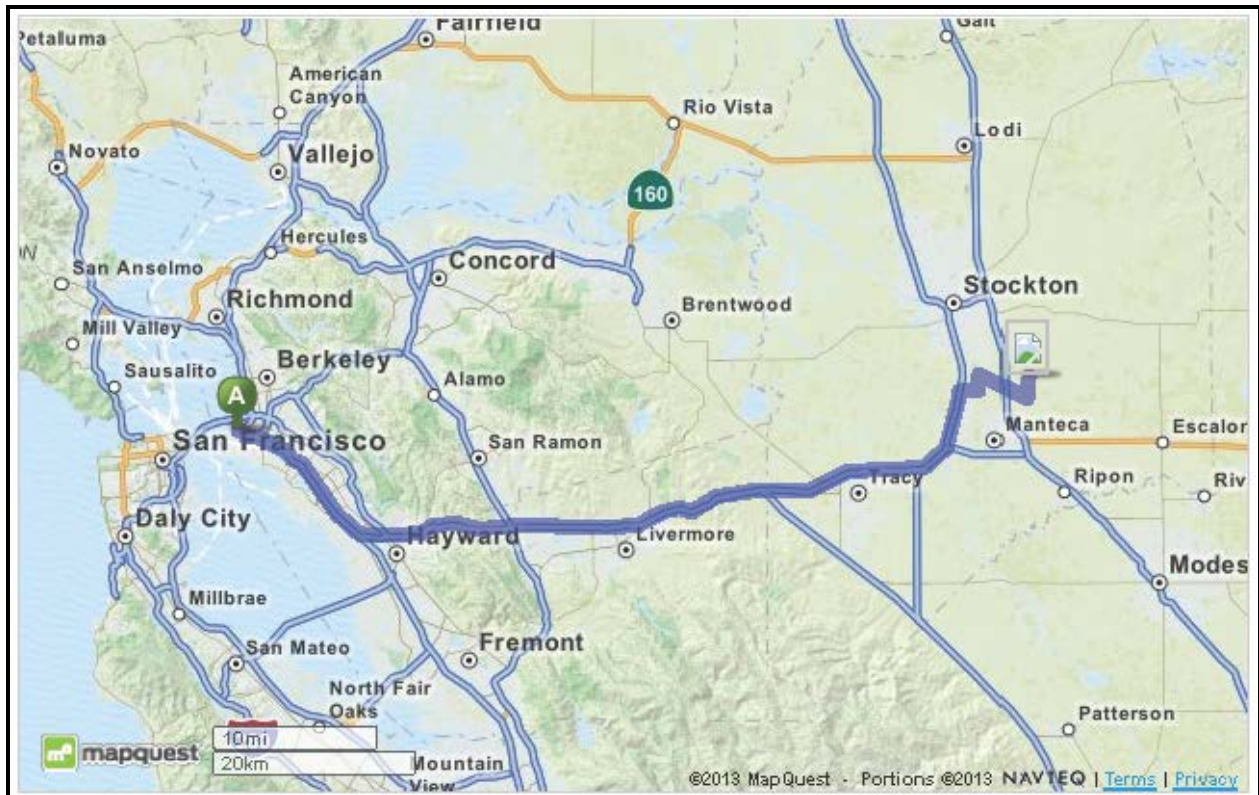 Fairfield
Galt
Petaluma
American
Canyon
Rio Vista
Lodi
Novato
Vallejo
160
Hercules
San Anselmo
Concord
Stockton
Richmond
Brentwood
Mill Valley
Berkeley
Sausalito
Alamo
A
Manteca
Escalon
San Francisco
San Ramon
Tracy
Ripon
Riv
Daly City
Hayward
Livermore
Modes
Millbrae
Fremont
San Mateo
North Fair
Oaks
Patterson
10mi
mapquest
20km
Mountain
View
©2013 MapQuest - Portions ©2013 NAVTEQ | Terms | Privacy